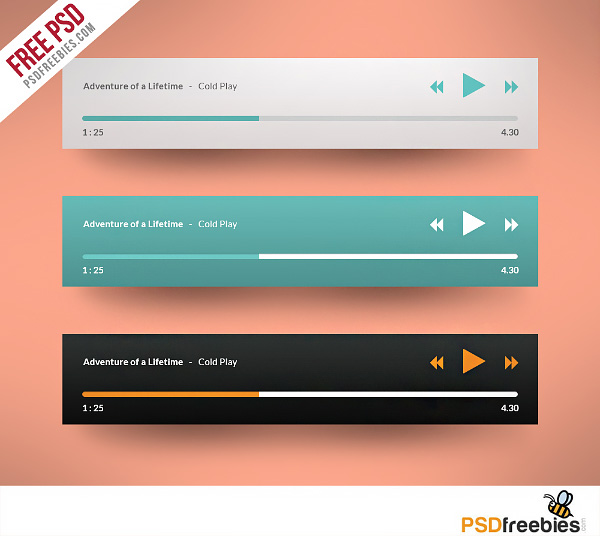 FREE PSD
PSDFREEBIES.COM
Adventure of a Lifetime - Cold Play
1 : 25 4.30
Adventure of a Lifetime - Cold Play
1 : 25 4.30
Adventure of a Lifetime - Cold Play
1 : 25 4.30
PSDfreebies.com